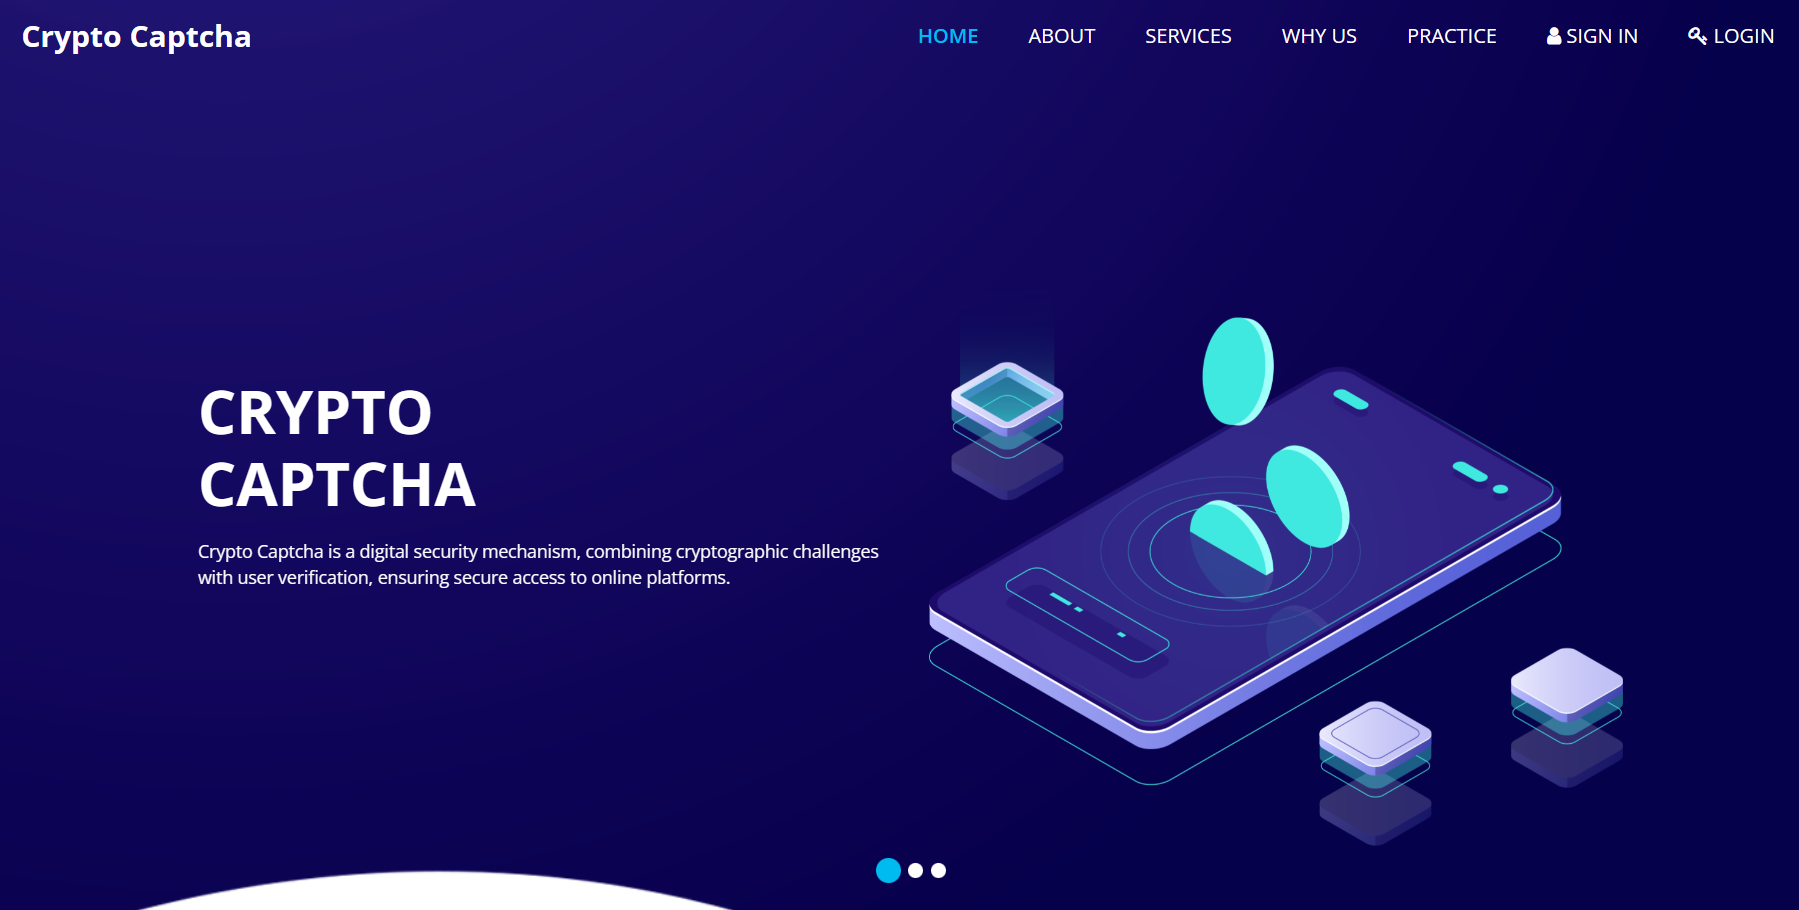 Crypto Captcha
HOME ABOUT SERVICES WHY US PRACTICE SIGN IN LOGIN
CRYPTO
CAPTCHA
Crypto Captcha is a digital security mechanism, combining cryptographic challenges
with user verification, ensuring secure access to online platforms.